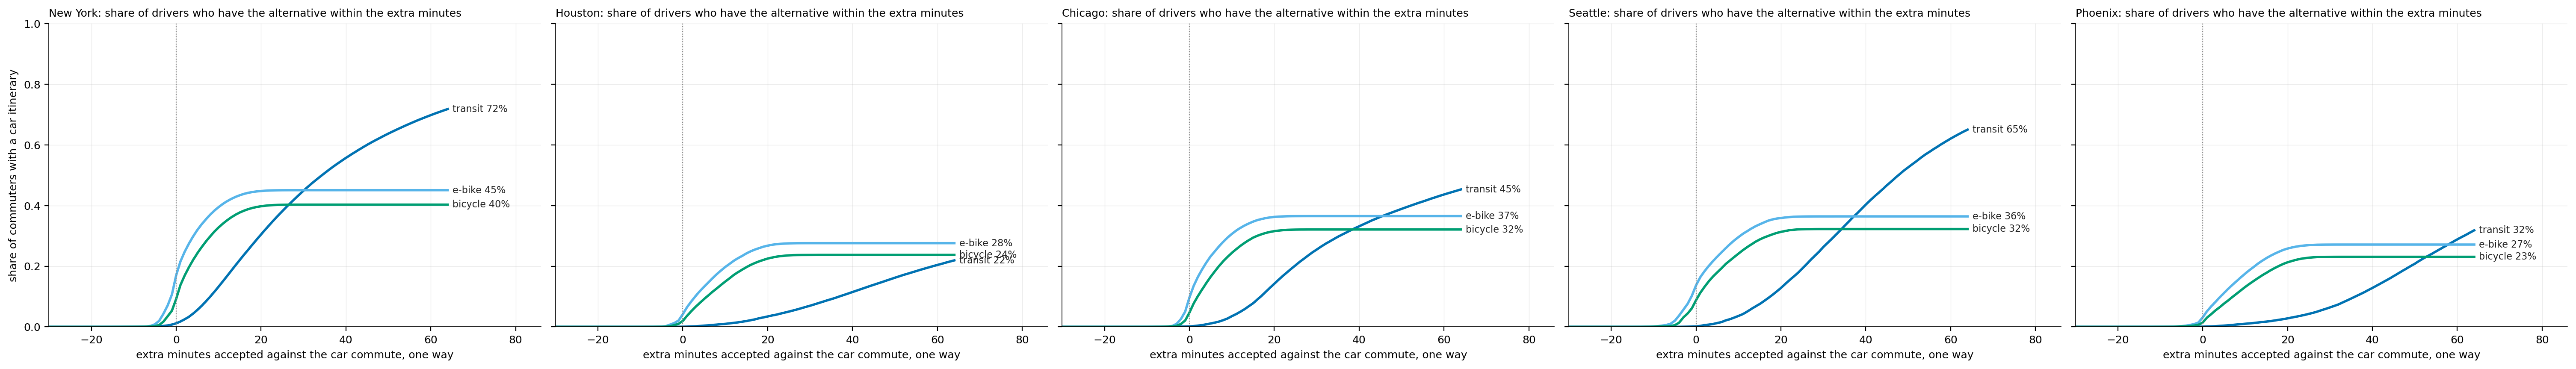 New York: share of drivers who have the alternative within the extra minutes
share of commuters with a car itinerary
1.0
0.8
0.6
0.4
0.2
0.0
transit 72%
e-bike 45%
bicycle 40%
−20 0 20 40 60 80
extra minutes accepted against the car commute, one way
Houston: share of drivers who have the alternative within the extra minutes
e-bike 28%
bicycle 24%
transit 22%
−20 0 20 40 60 80
extra minutes accepted against the car commute, one way
Chicago: share of drivers who have the alternative within the extra minutes
transit 45%
e-bike 37%
bicycle 32%
−20 0 20 40 60 80
extra minutes accepted against the car commute, one way
Seattle: share of drivers who have the alternative within the extra minutes
transit 65%
e-bike 36%
bicycle 32%
−20 0 20 40 60 80
extra minutes accepted against the car commute, one way
Phoenix: share of drivers who have the alternative within the extra minutes
transit 32%
e-bike 27%
bicycle 23%
−20 0 20 40 60 80
extra minutes accepted against the car commute, one way